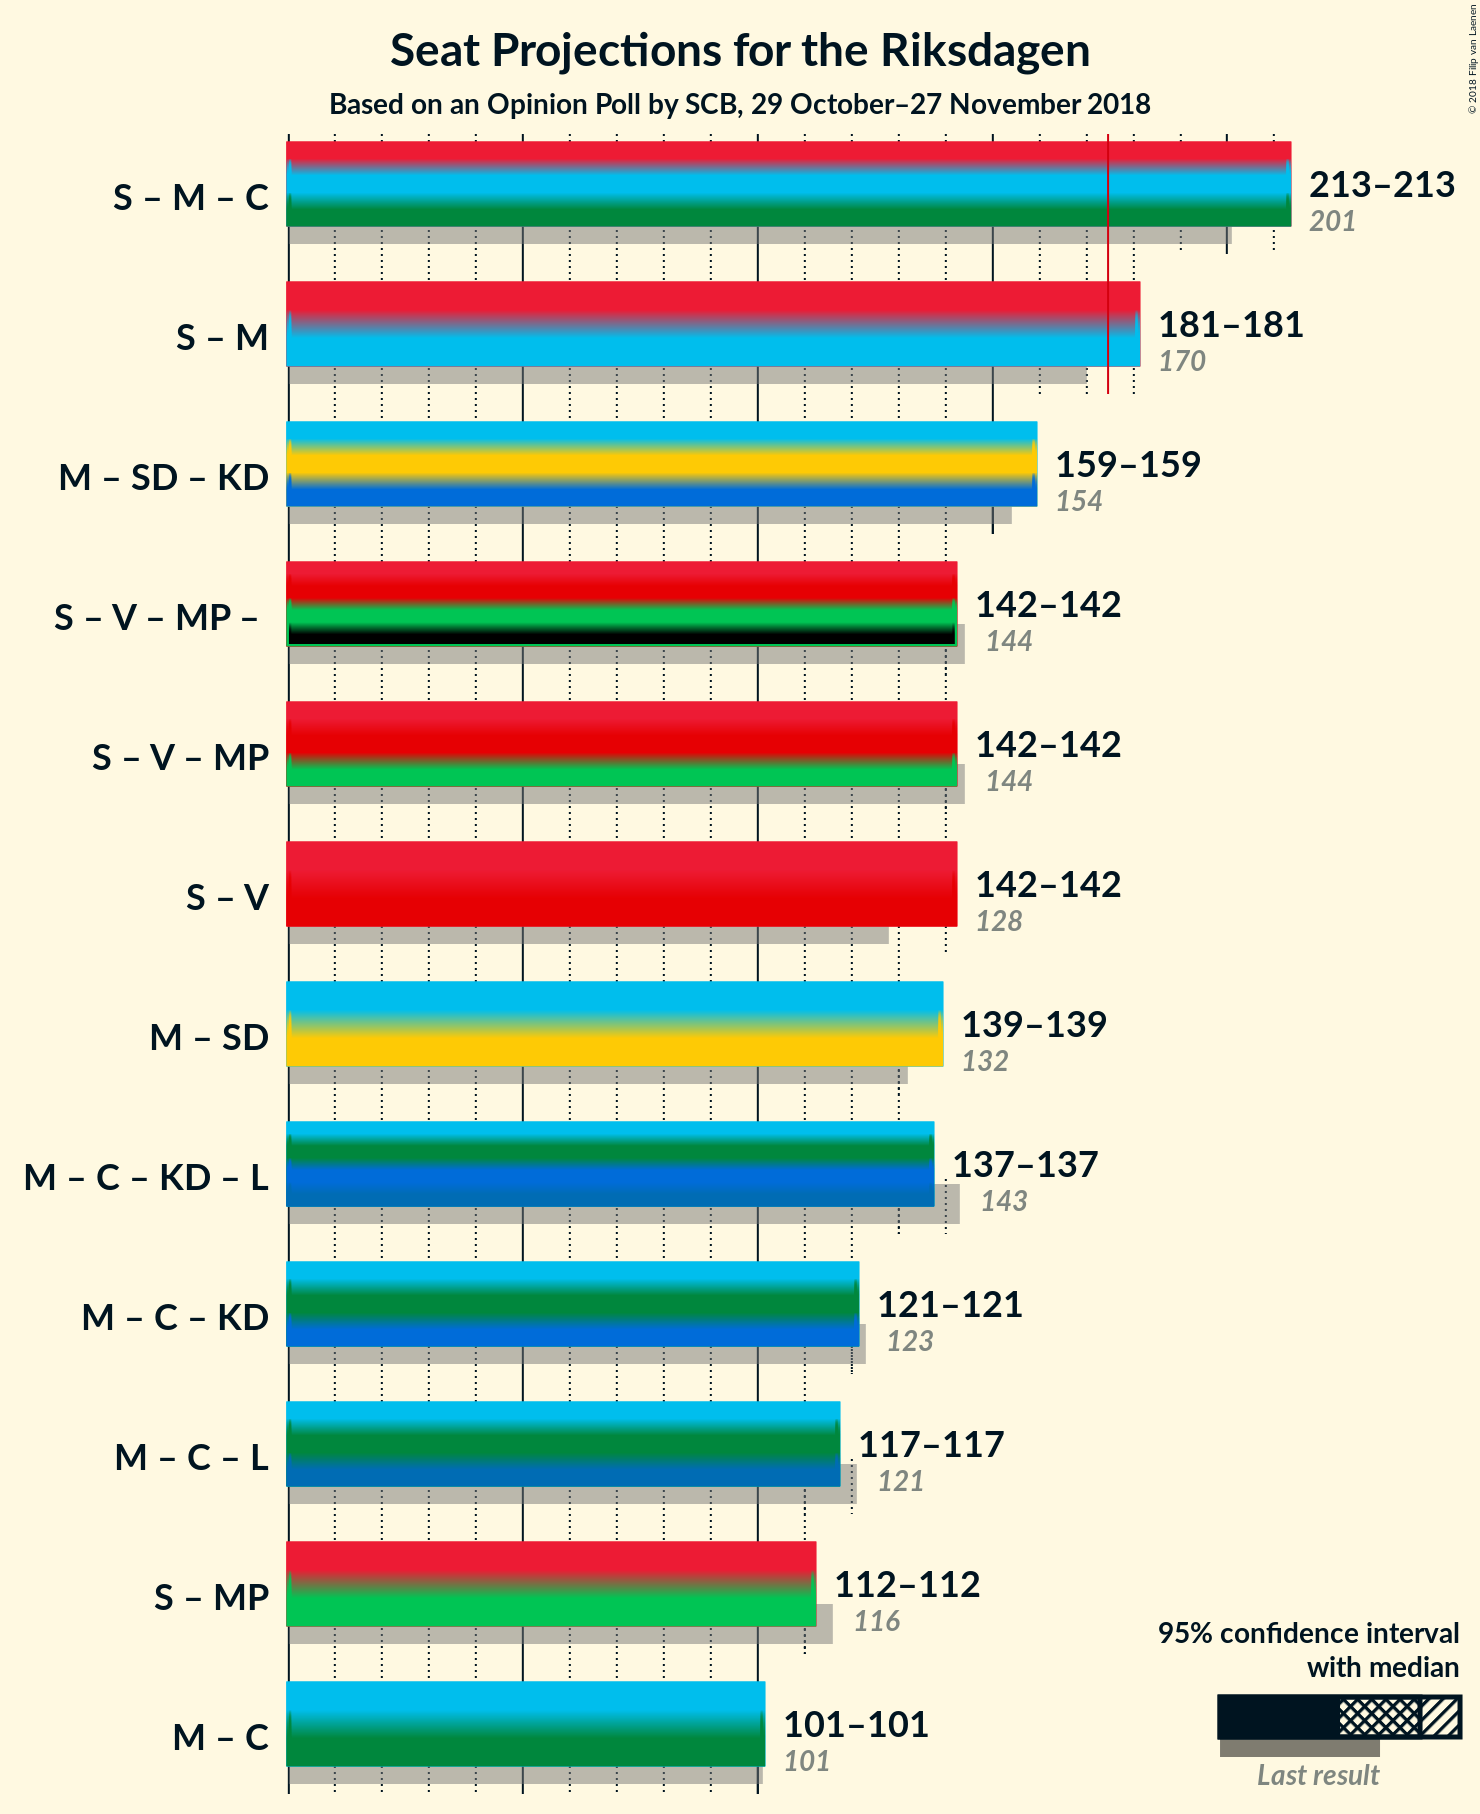 Seat Projections for the Riksdagen
Based on an Opinion Poll by SCB, 29 October–27 November 2018
© 2018 Filip van Laenen
S – M – C
213–213
201
S – M
181–181
170
M – SD – KD
159–159
154
S – V – MP –
142–142
144
S – V – MP
142–142
144
S – V
142–142
128
M – SD
139–139
132
M – C – KD – L
137–137
143
M – C – KD
121–121
123
M – C – L
117–117
121
S – MP
112–112
116
M – C
101–101
101
95% confidence interval
with median
Last result